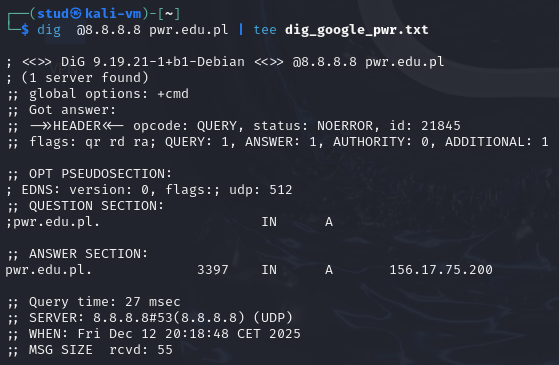 ┌──(stud㉿kali-vm)-[~]
└─$ dig  @8.8.8.8 pwr.edu.pl | tee dig_google_pwr.txt

; <<>> DiG 9.19.21-1+b1-Debian <<>> @8.8.8.8 pwr.edu.pl
; (1 server found)
;; global options: +cmd
;; Got answer:
;; ->>HEADER<<- opcode: QUERY, status: NOERROR, id: 21845
;; flags: qr rd ra; QUERY: 1, ANSWER: 1, AUTHORITY: 0, ADDITIONAL: 1

;; OPT PSEUDOSECTION:
; EDNS: version: 0, flags:; udp: 512
;; QUESTION SECTION:
;pwr.edu.pl.                    IN      A

;; ANSWER SECTION:
pwr.edu.pl.             3397    IN      A       156.17.75.200

;; Query time: 27 msec
;; SERVER: 8.8.8.8#53(8.8.8.8) (UDP)
;; WHEN: Fri Dec 12 20:18:48 CET 2025
;; MSG SIZE  rcvd: 55